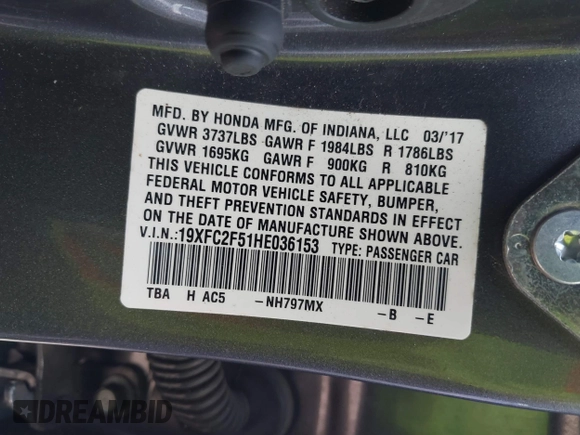 MFD. BY HONDA MFG. OF INDIANA, LLC 03/'17
GVWR 3737LBS GAWR F 1984LBS R 1786LBS
GVWR 1695KG GAWR F 900KG R 810KG
THIS VEHICLE CONFORMS TO ALL APPLICABLE
FEDERAL MOTOR VEHICLE SAFETY, BUMPER,
AND THEFT PREVENTION STANDARDS IN EFFECT
ON THE DATE OF MANUFACTURE SHOWN ABOVE.
V.I.N.:19XFC2F51HE036153 TYPE: PASSENGER CAR
TBA H AC5 -NH797MX -B -E
DREAMBID